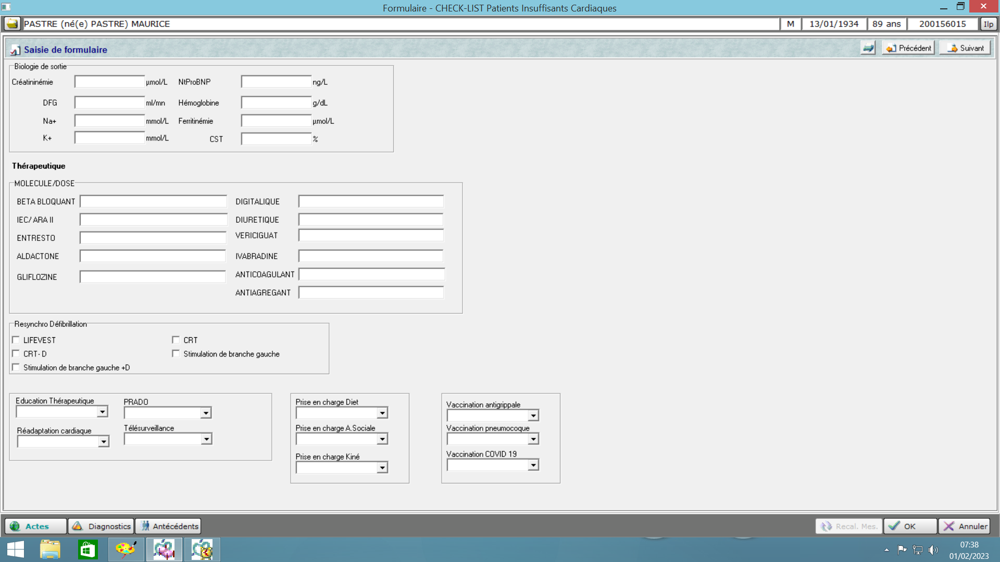 Formulaire - CHECK-LIST Patients Insuffisants Cardiaques
PASTRE (né(e) PASTRE) MAURICE M 13/01/1934 89 ans 200156015 Ilp
Saisie de formulaire Précédent Suivant
Biologie de sortie
Créatininémie µmol/L NtProBNP ng/L
DFG ml/mn Hémoglobine g/dL
Na+ mmol/L Ferritinémie µmol/L
K+ mmol/L CST %
Thérapeutique
MOLECULE/DOSE
BETA BLOQUANT DIGITALIQUE
IEC/ ARA II DIURETIQUE
ENTRESTO VERICIGUAT
ALDACTONE IVABRADINE
GLIFLOZINE ANTICOAGULANT
ANTIAGREGANT
Resynchro Défibrillation
LIFEVEST CRT
CRT- D Stimulation de branche gauche
Stimulation de branche gauche +D
Education Thérapeutique PRADO
Réadaptation cardiaque Télésurveillance
Prise en charge Diet
Prise en charge A.Sociale
Prise en charge Kiné
Vaccination antigrippale
Vaccination pneumocoque
Vaccination COVID 19
Actes Diagnostics Antécédents Recal. Mes. OK Annuler
07:38
01/02/2023